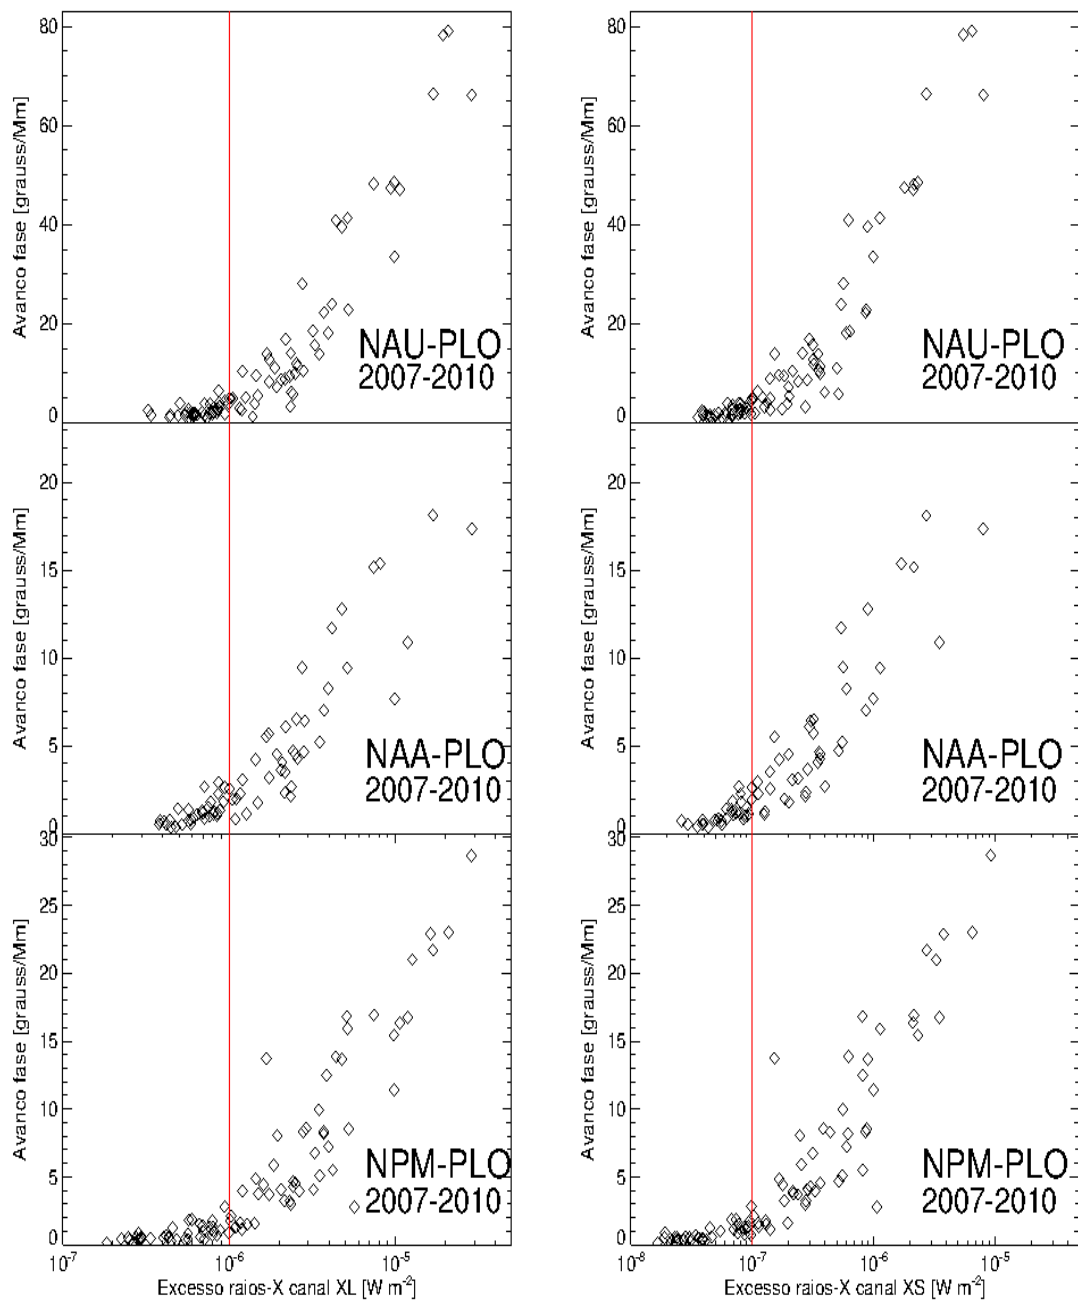 80
60
40
20
0
Avanco fase [grauss/Mm]
NAU-PLO
2007-2010
80
60
40
20
0
Avanco fase [grauss/Mm]
NAU-PLO
2007-2010
20
15
10
5
0
Avanco fase [grauss/Mm]
NAA-PLO
2007-2010
20
15
10
5
0
Avanco fase [grauss/Mm]
NAA-PLO
2007-2010
30
25
20
15
10
5
0
Avanco fase [grauss/Mm]
NPM-PLO
2007-2010
10⁻⁷ 10⁻⁶ 10⁻⁵
Excesso raios-X canal XL [W m⁻²]
30
25
20
15
10
5
0
Avanco fase [grauss/Mm]
NPM-PLO
2007-2010
10⁻⁸ 10⁻⁷ 10⁻⁶ 10⁻⁵
Excesso raios-X canal XS [W m⁻²]